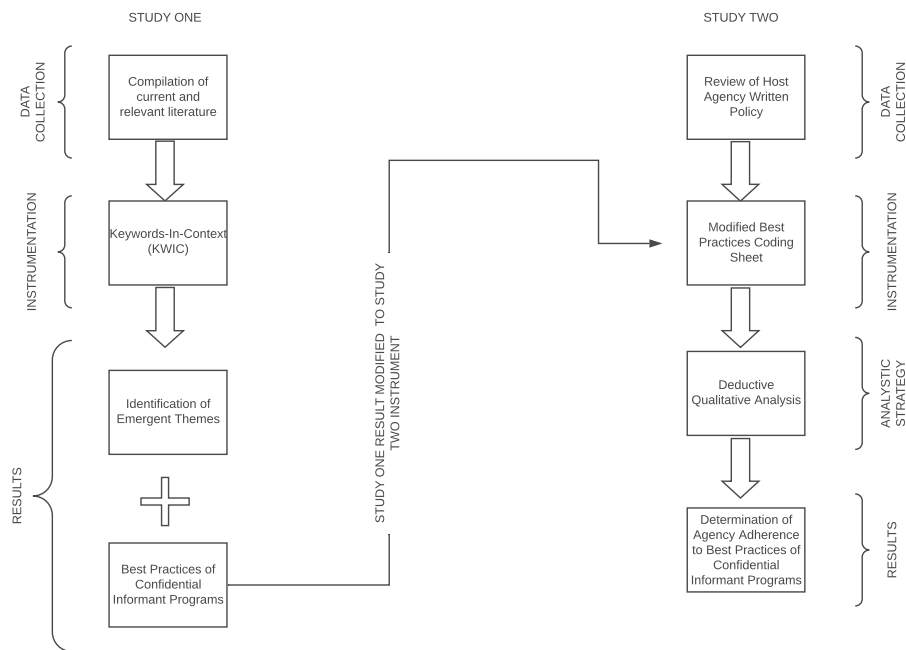 STUDY ONE
DATA
COLLECTION
Compilation of
current and
relevant literature
INSTRUMENTATION
Keywords-In-Context
(KWIC)
RESULTS
Identification of
Emergent Themes
Best Practices of
Confidential
Informant Programs
STUDY ONE RESULT MODIFIED TO STUDY
TWO INSTRUMENT
STUDY TWO
Review of Host
Agency Written
Policy
DATA
COLLECTION
Modified Best
Practices Coding
Sheet
INSTRUMENTATION
Deductive
Qualitative Analysis
ANALYSTIC
STRATEGY
Determination of
Agency Adherence
to Best Practices of
Confidential
Informant Programs
RESULTS